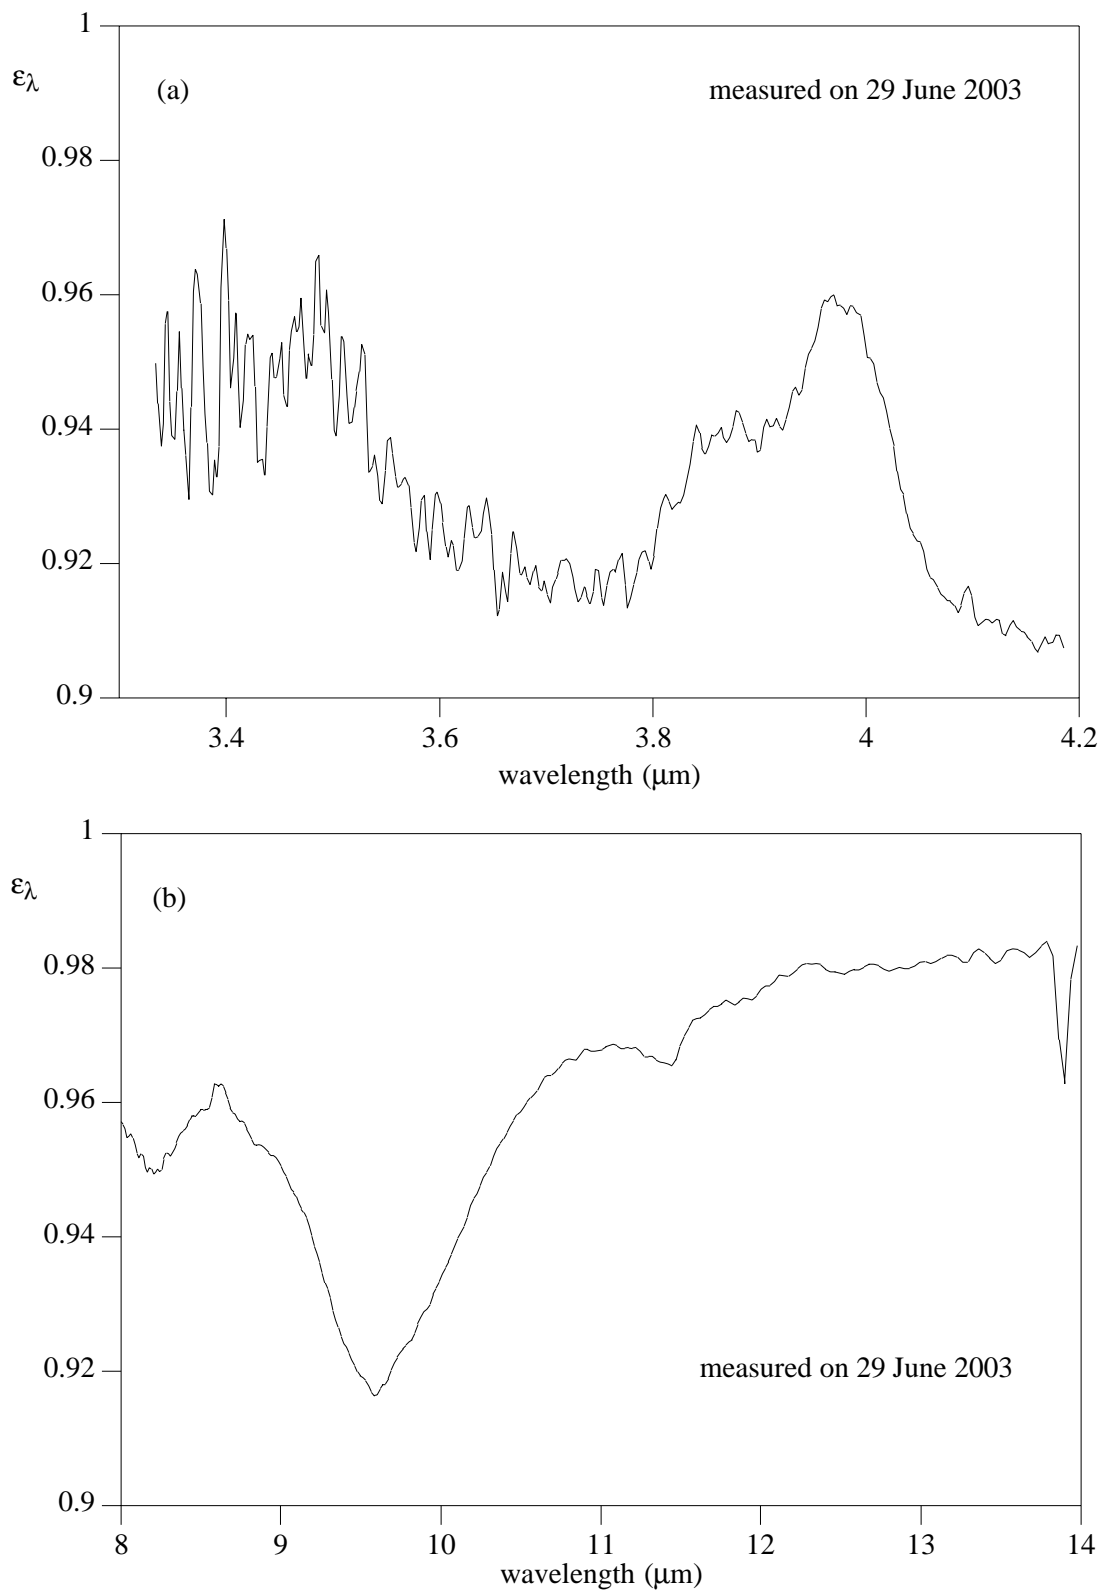 1
ελ
(a)
measured on 29 June 2003
0.98
0.96
0.94
0.92
0.9
3.4 3.6 3.8 4 4.2
wavelength (μm)
1
ελ
(b)
0.98
0.96
0.94
0.92
measured on 29 June 2003
0.9
8 9 10 11 12 13 14
wavelength (μm)